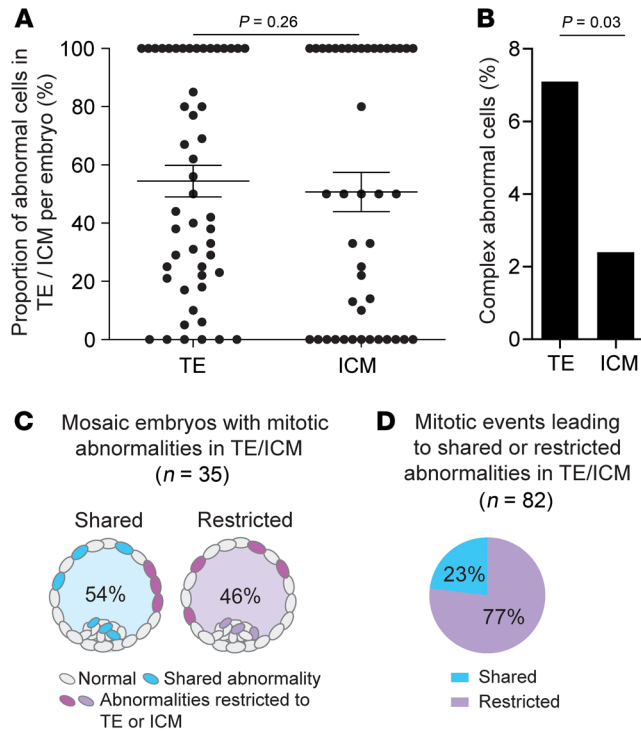 A
P = 0.26
Proportion of abnormal cells in
TE / ICM per embryo (%)
100
80
60
40
20
0
TE
ICM
B
P = 0.03
Complex abnormal cells (%)
8
6
4
2
0
TE
ICM
C
Mosaic embryos with mitotic
abnormalities in TE/ICM
(n = 35)
Shared
Restricted
54%
46%
Normal
Shared abnormality
Abnormalities restricted to
TE or ICM
D
Mitotic events leading
to shared or restricted
abnormalities in TE/ICM
(n = 82)
23%
77%
Shared
Restricted